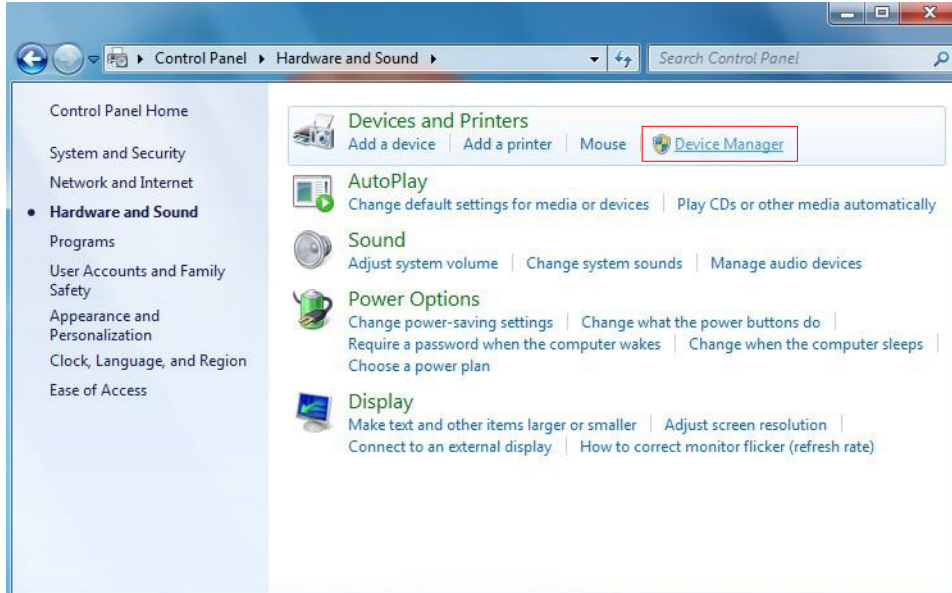 Control Panel Hardware and Sound Search Control Panel
Control Panel Home
System and Security
Network and Internet
Hardware and Sound
Programs
User Accounts and Family
Safety
Appearance and
Personalization
Clock, Language, and Region
Ease of Access
Devices and Printers
Add a device Add a printer Mouse Device Manager
AutoPlay
Change default settings for media or devices Play CDs or other media automatically
Sound
Adjust system volume Change system sounds Manage audio devices
Power Options
Change power-saving settings Change what the power buttons do
Require a password when the computer wakes Change when the computer sleeps
Choose a power plan
Display
Make text and other items larger or smaller Adjust screen resolution
Connect to an external display How to correct monitor flicker (refresh rate)